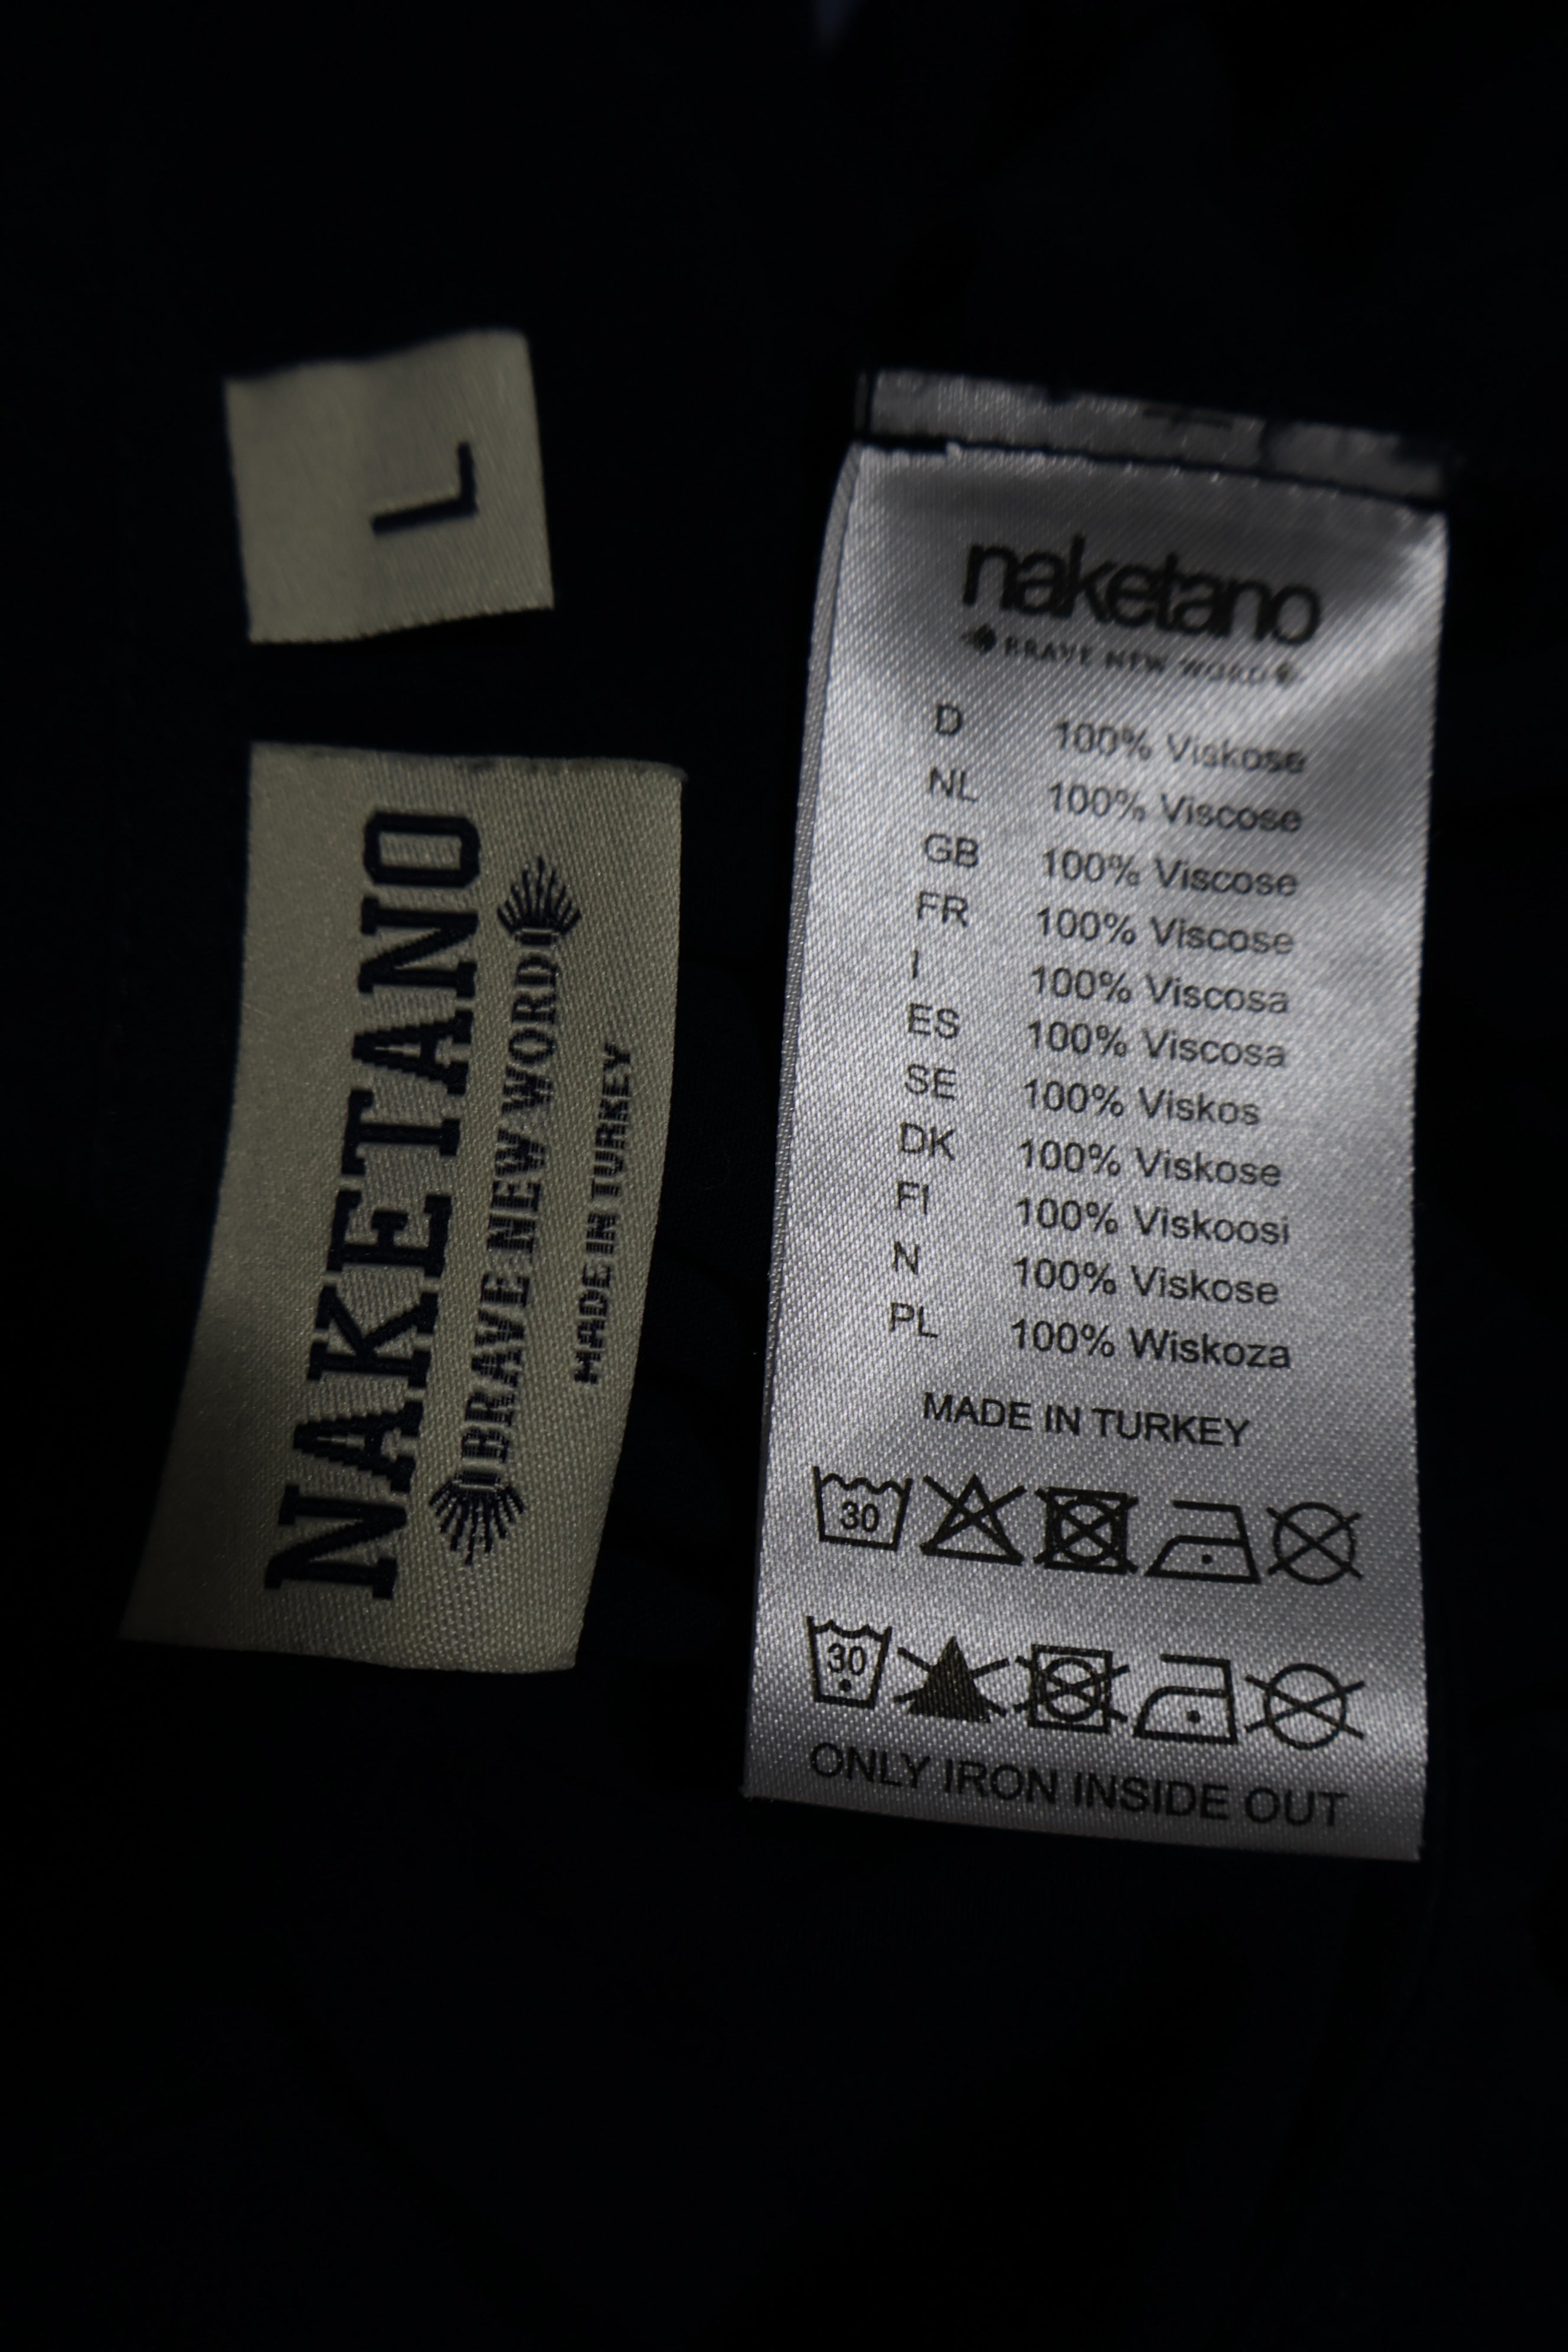 L
NAKETANO
BRAVE NEW WORD
MADE IN TURKEY
naketano
BRAVE NEW WORD
D 100% Viskose
NL 100% Viscose
GB 100% Viscose
FR 100% Viscose
I 100% Viscosa
ES 100% Viscosa
SE 100% Viskos
DK 100% Viskose
FI 100% Viskoosi
N 100% Viskose
PL 100% Wiskoza
MADE IN TURKEY
30
30
ONLY IRON INSIDE OUT